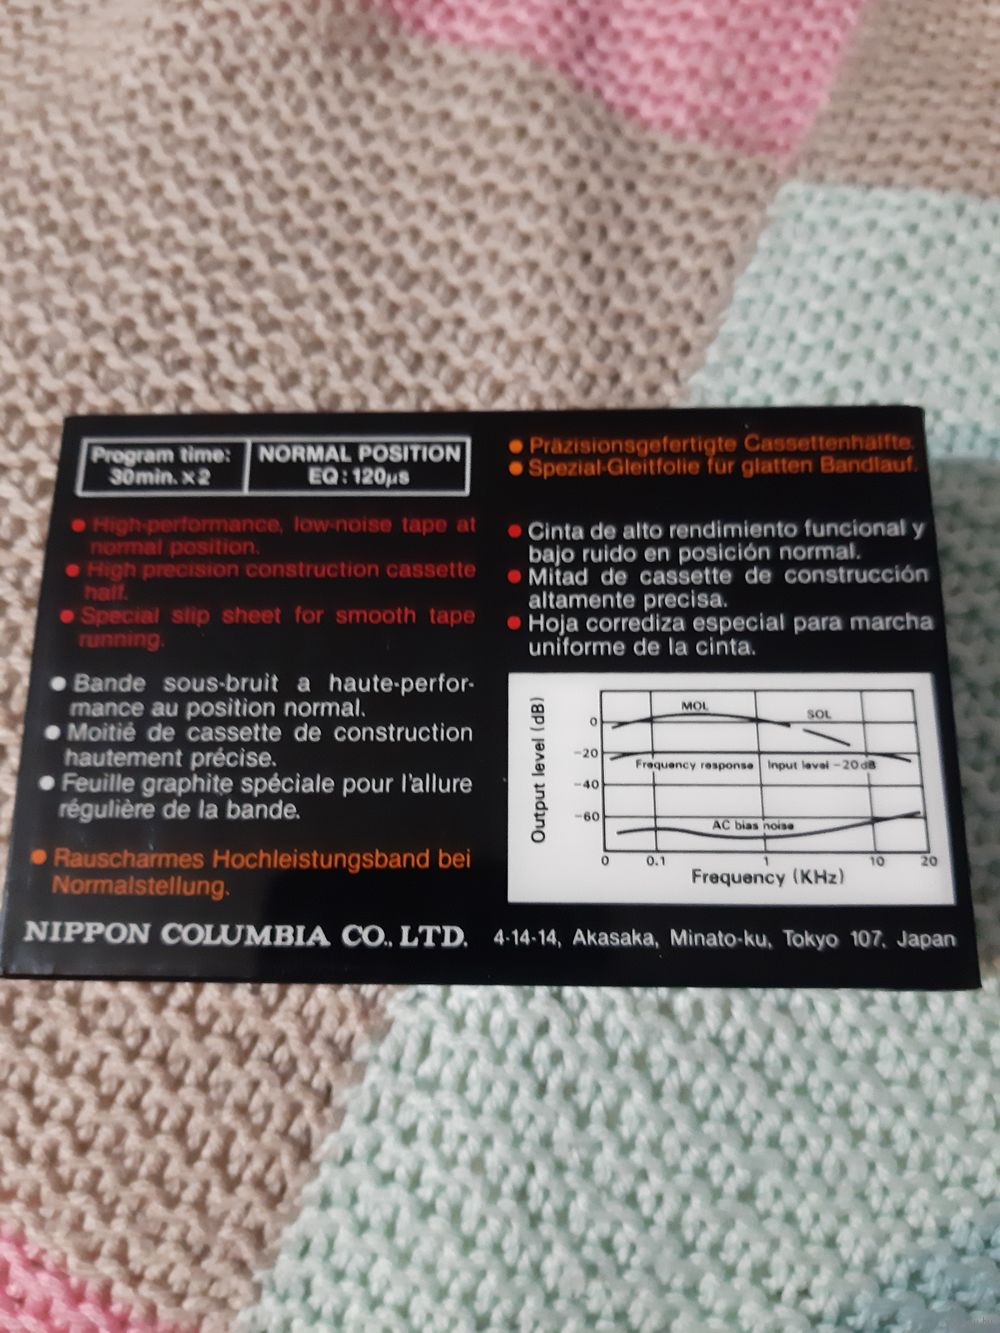 Program time:
30min. x 2
NORMAL POSITION
EQ : 120µs
• High-performance, low-noise tape at
normal position.
• High precision construction cassette
half.
• Special slip sheet for smooth tape
running.
• Bande sous-bruit a haute-perfor-
mance au position normal.
• Moitié de cassette de construction
hautement précise.
• Feuille graphite spéciale pour l'allure
régulière de la bande.
• Rauscharmes Hochleistungsband bei
Normalstellung.
• Präzisionsgefertigte Cassettenhälfte.
• Spezial-Gleitfolie für glatten Bandlauf.
• Cinta de alto rendimiento funcional y
bajo ruido en posición normal.
• Mitad de cassette de construcción
altamente precisa.
• Hoja corrediza especial para marcha
uniforme de la cinta.
Output level (dB)
MOL
SOL
0
-20
Frequency response
Input level -20dB
-40
-60
AC bias noise
0 0.1 1 10 20
Frequency (KHz)
NIPPON COLUMBIA CO., LTD. 4-14-14, Akasaka, Minato-ku, Tokyo 107, Japan